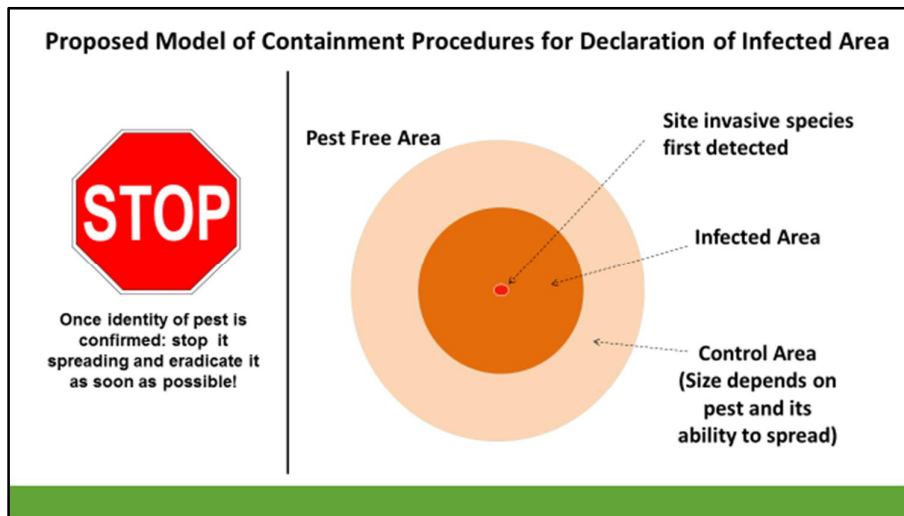 Proposed Model of Containment Procedures for Declaration of Infected Area
STOP
Once identity of pest is
confirmed: stop it
spreading and eradicate it
as soon as possible!
Pest Free Area
Site invasive species
first detected
Infected Area
Control Area
(Size depends on
pest and its
ability to spread)